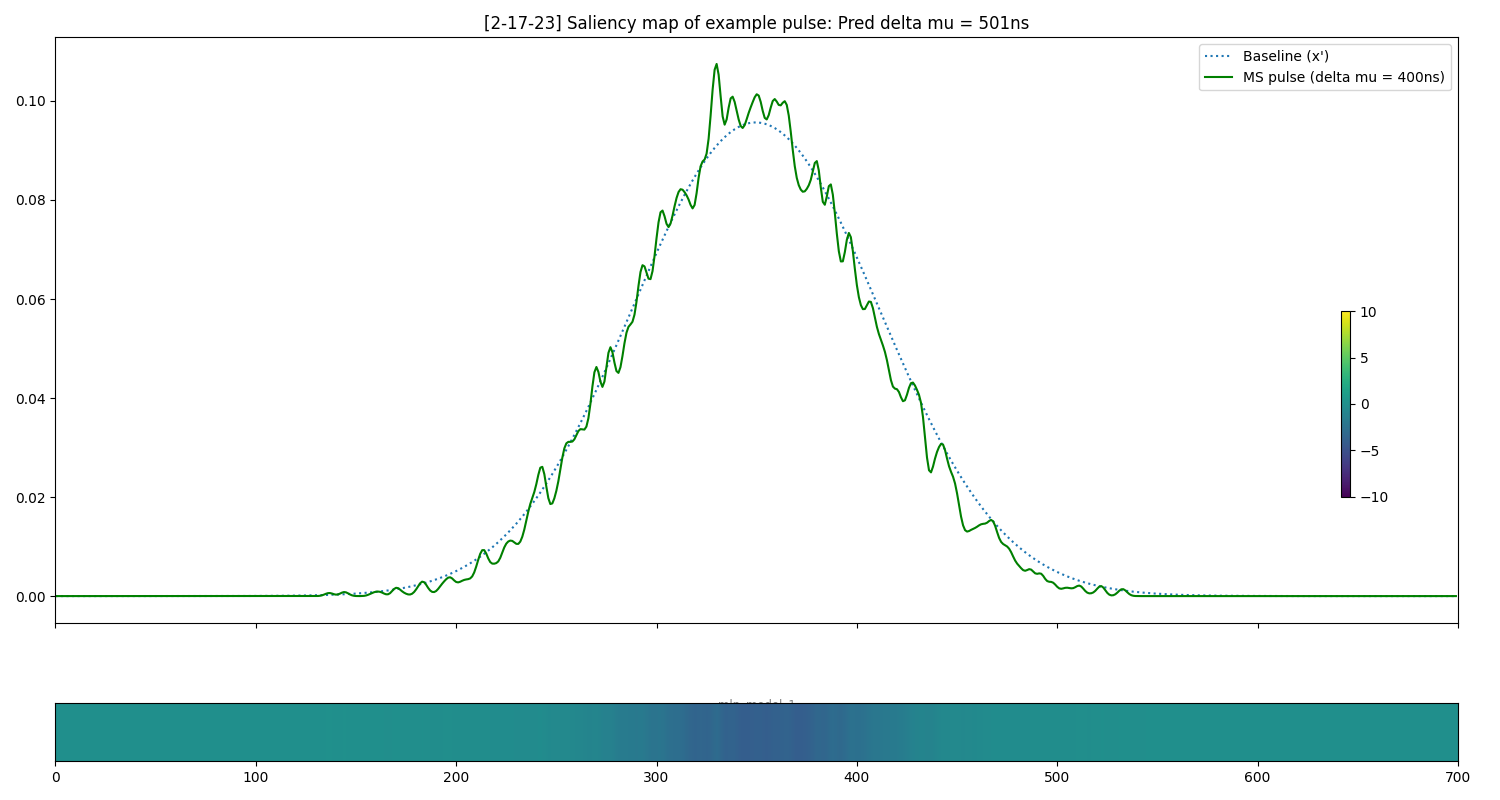 [2-17-23] Saliency map of example pulse: Pred delta mu = 501ns
Baseline (x')
MS pulse (delta mu = 400ns)
0.10
0.08
0.06
0.04
0.02
0.00
10
5
0
−5
−10
0 100 200 300 400 500 600 700